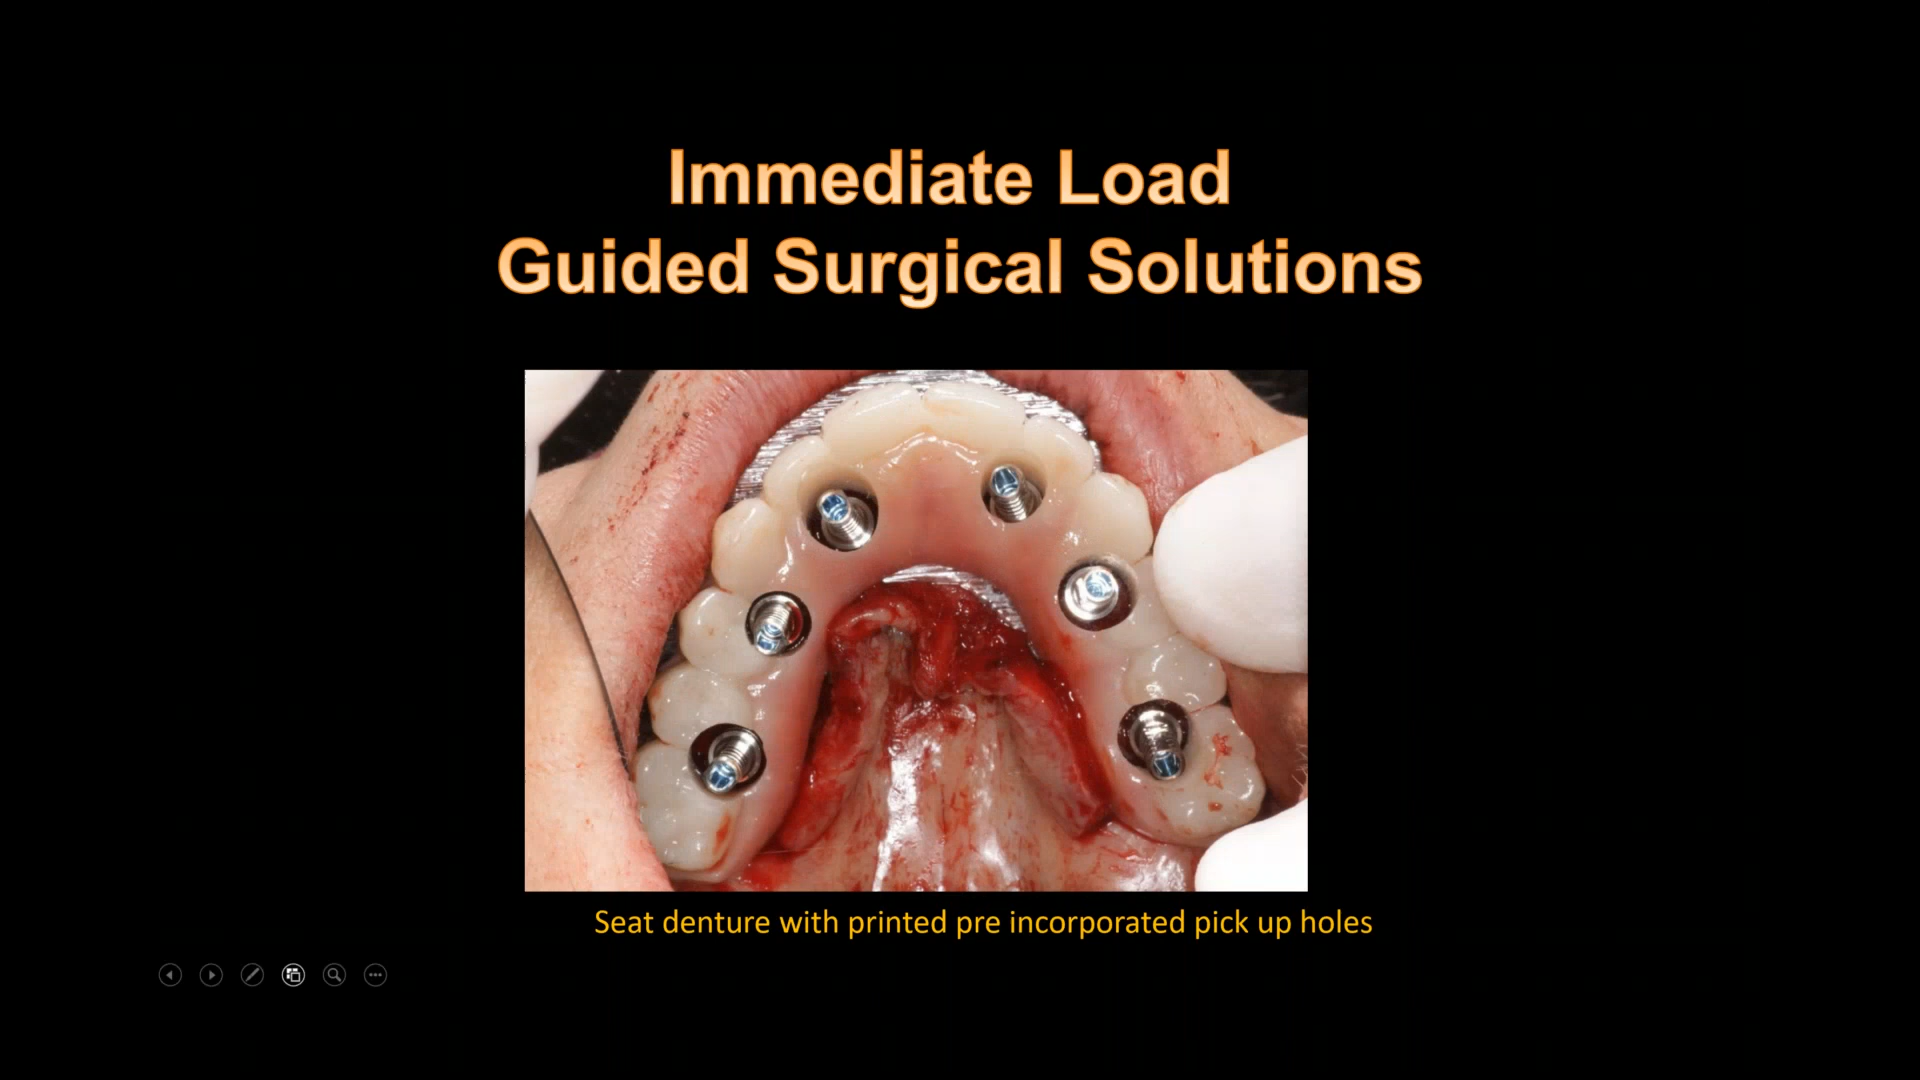 Immediate Load
Guided Surgical Solutions
Seat denture with printed pre incorporated pick up holes